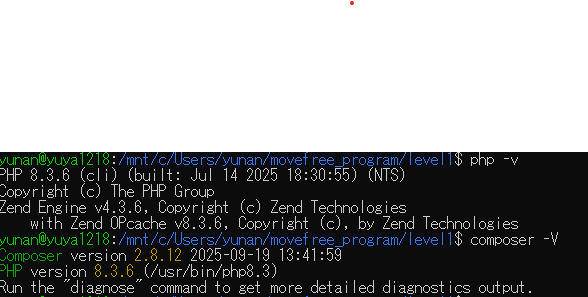 yunan@yuya1218:/mnt/c/Users/yunan/movefree_program/level1$ php -v
PHP 8.3.6 (cli) (built: Jul 14 2025 18:30:55) (NTS)
Copyright (c) The PHP Group
Zend Engine v4.3.6, Copyright (c) Zend Technologies
    with Zend OPcache v8.3.6, Copyright (c), by Zend Technologies
yunan@yuya1218:/mnt/c/Users/yunan/movefree_program/level1$ composer -V
Composer version 2.8.12 2025-09-19 13:41:59
PHP version 8.3.6 (/usr/bin/php8.3)
Run the "diagnose" command to get more detailed diagnostics output.